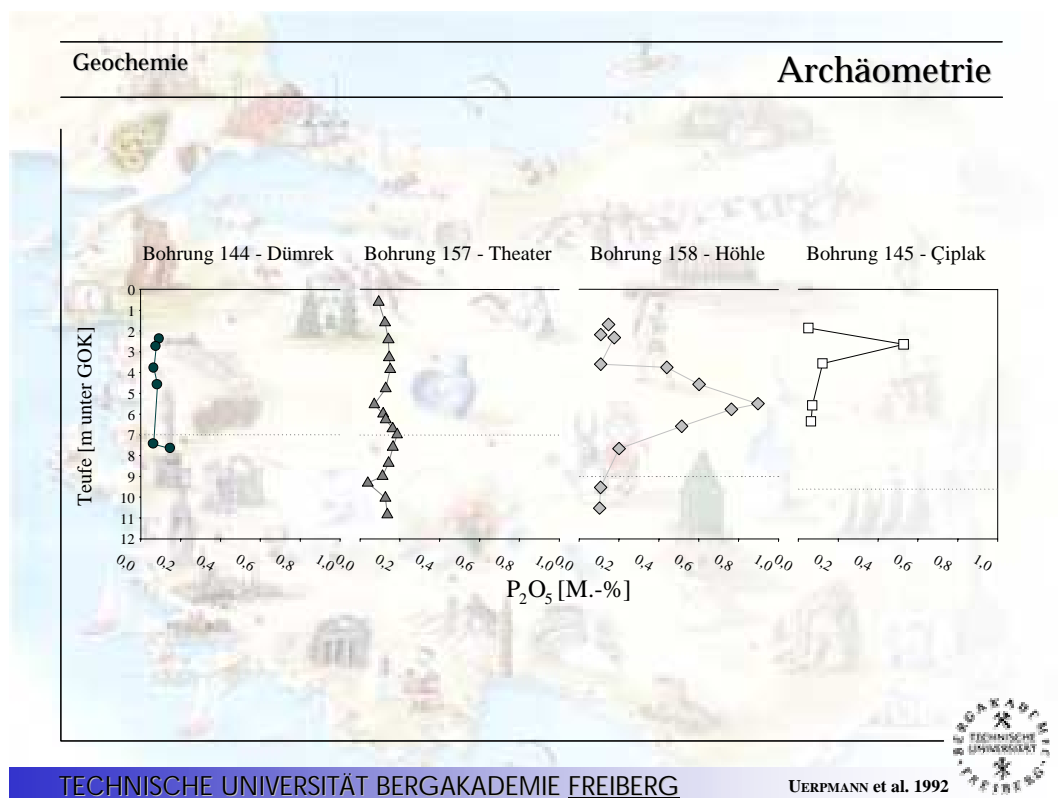 Geochemie
Archäometrie
Bohrung 144 - Dümrek
Bohrung 157 - Theater
Bohrung 158 - Höhle
Bohrung 145 - Çiplak
Teufe [m unter GOK]
0
1
2
3
4
5
6
7
8
9
10
11
12
0,0 0,2 0,4 0,6 0,8 1,0
0,0 0,2 0,4 0,6 0,8 1,0
0,0 0,2 0,4 0,6 0,8 1,0
0,0 0,2 0,4 0,6 0,8 1,0
P₂O₅ [M.-%]
BERGAKADEMIE
TECHNISCHE
UNIVERSITÄT
FREIBERG
TECHNISCHE UNIVERSITÄT BERGAKADEMIE FREIBERG
UERPMANN et al. 1992